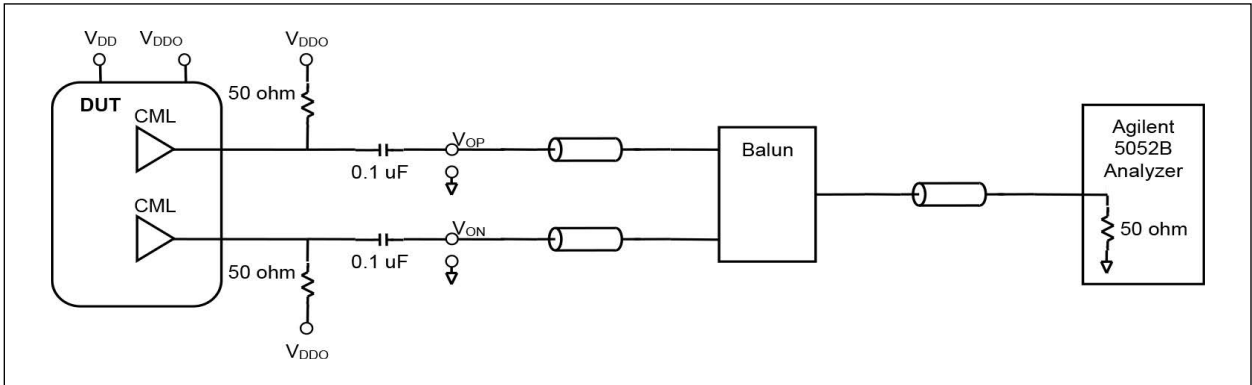 VDD VDDO VDDO
DUT
CML
50 ohm
0.1 uF
VOP
Balun
Agilent
5052B
Analyzer
50 ohm
CML
50 ohm
0.1 uF
VON
VDDO